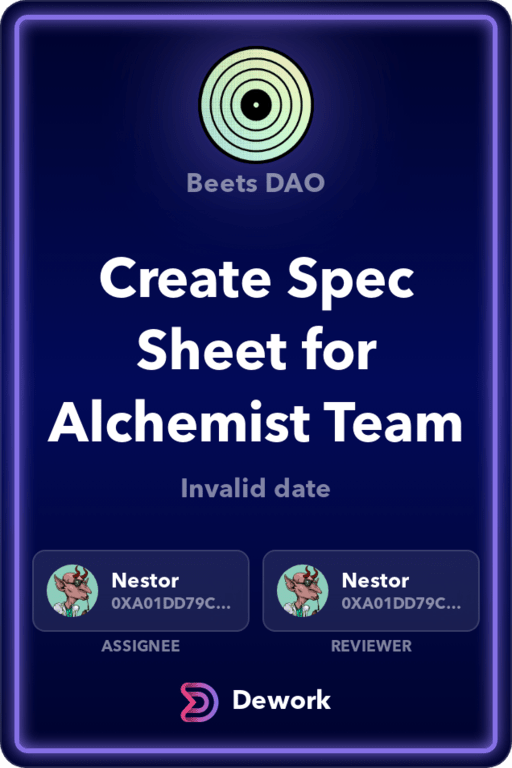 Beets DAO
Create Spec
Sheet for
Alchemist Team
Invalid date
Nestor
0XA01DD79C...
ASSIGNEE
Nestor
0XA01DD79C...
REVIEWER
Dework